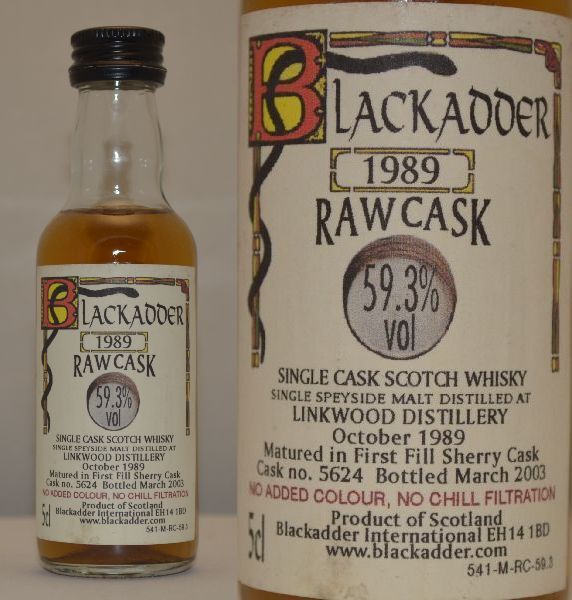 BLACKADDER
1989
RAW CASK
59.3%
vol
SINGLE CASK SCOTCH WHISKY
SINGLE SPEYSIDE MALT DISTILLED AT
LINKWOOD DISTILLERY
October 1989
Matured in First Fill Sherry Cask
Cask no. 5624 Bottled March 2003
NO ADDED COLOUR, NO CHILL FILTRATION
Product of Scotland
5cl
Blackadder International EH14 1BD
www.blackadder.com
541-M-RC-59.3
BLACKADDER
1989
RAW CASK
59.3%
vol
SINGLE CASK SCOTCH WHISKY
SINGLE SPEYSIDE MALT DISTILLED AT
LINKWOOD DISTILLERY
October 1989
Matured in First Fill Sherry Cask
Cask no. 5624 Bottled March 2003
NO ADDED COLOUR, NO CHILL FILTRATION
Product of Scotland
5cl
Blackadder International EH14 1BD
www.blackadder.com
541-M-RC-59.3